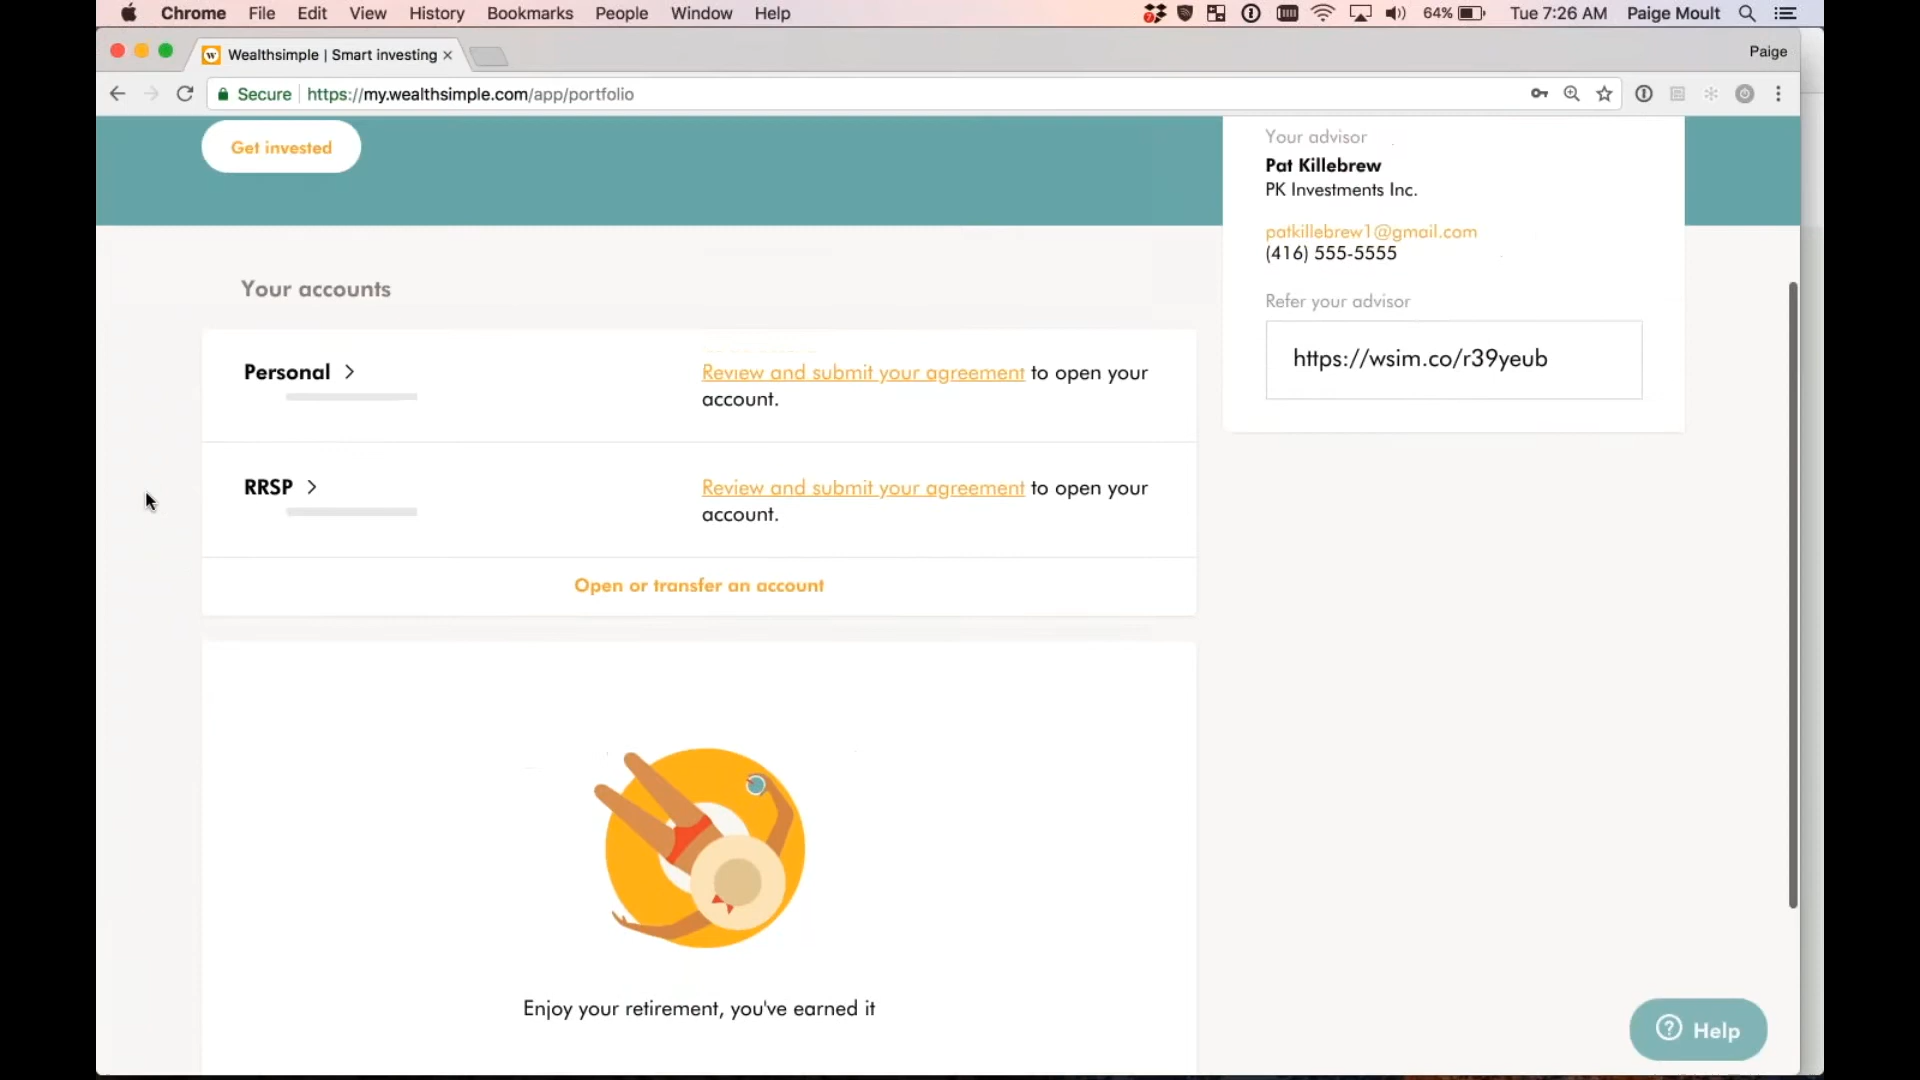 Chrome File Edit View History Bookmarks People Window Help 64% Tue 7:26 AM Paige Moult
Wealthsimple | Smart investing Paige
Secure https://my.wealthsimple.com/app/portfolio
Get invested
Your advisor
Pat Killebrew
PK Investments Inc.
patkillebrew1@gmail.com
(416) 555-5555
Refer your advisor
https://wsim.co/r39yeub
Your accounts
Personal
Review and submit your agreement to open your
account.
RRSP
Review and submit your agreement to open your
account.
Open or transfer an account
Enjoy your retirement, you've earned it
Help